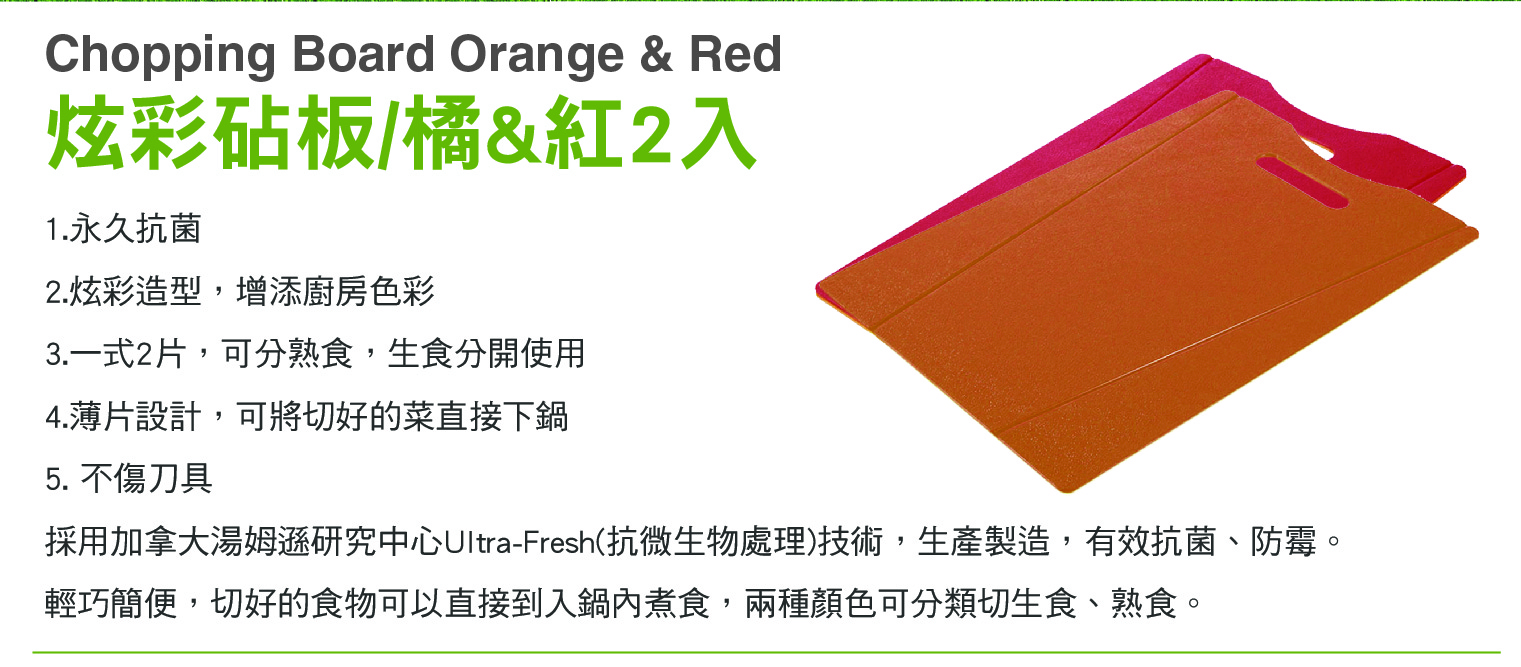 Chopping Board Orange & Red
炫彩砧板/橘&紅2入
1.永久抗菌
2.炫彩造型，增添廚房色彩
3.一式2片，可分熟食，生食分開使用
4.薄片設計，可將切好的菜直接下鍋
5. 不傷刀具
採用加拿大湯姆遜研究中心Ultra-Fresh(抗微生物處理)技術，生產製造，有效抗菌、防霉。
輕巧簡便，切好的食物可以直接到入鍋內煮食，兩種顏色可分類切生食、熟食。